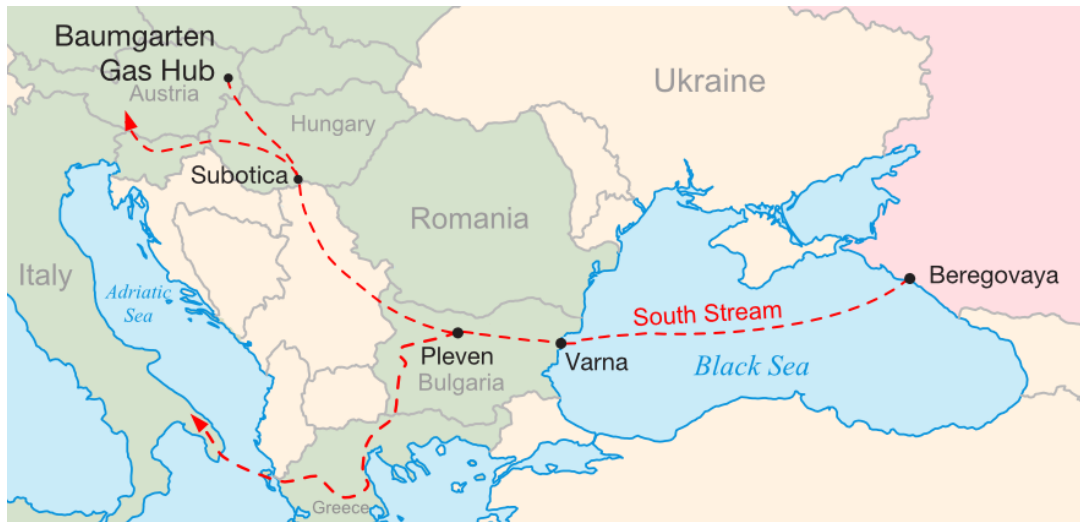 Baumgarten
Gas Hub
Austria
Ukraine
Hungary
Subotica
Romania
Italy
Adriatic
Sea
Beregovaya
South Stream
Pleven
Varna
Black Sea
Bulgaria
Greece